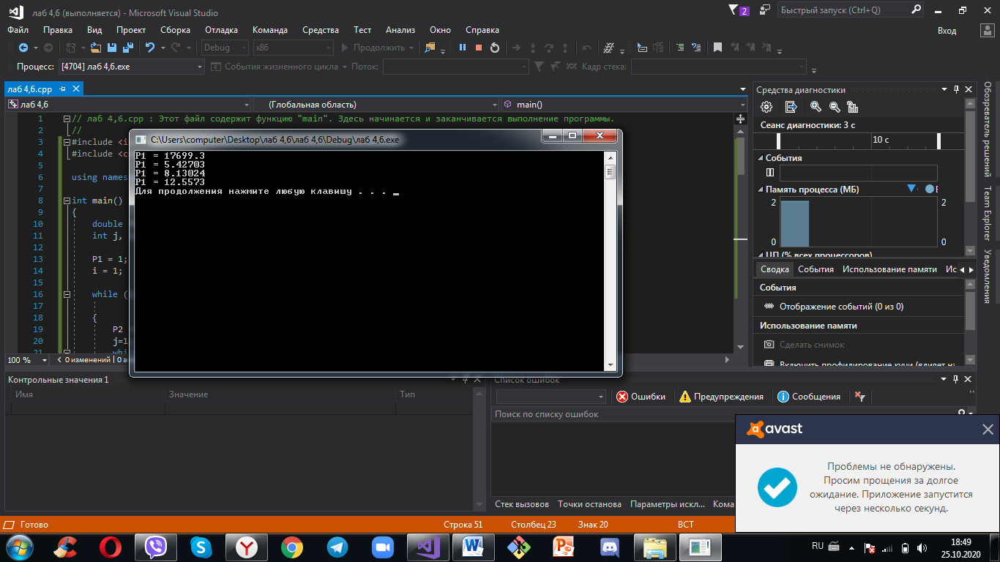 лаб 4,6 (выполняется) - Microsoft Visual Studio
2
Быстрый запуск (Ctrl+Q)
Файл Правка Вид Проект Сборка Отладка Команда Средства Тест Анализ Окно Справка
Вход
Debug x86 Продолжить
Процесс: [4704] лаб 4,6.exe События жизненного цикла Поток: Кадр стека:
лаб 4,6.cpp
лаб 4,6 (Глобальная область) main()
1 // лаб 4,6.cpp : Этот файл содержит функцию "main". Здесь начинается и заканчивается выполнение программы.
2 //
3 #include <i
4 #include <c
5
6 using names
7
8 int main()
9 {
10 double
11 int j,
12
13 P1 = 1;
14 i = 1;
15
16 while (
17
18 {
19 P2
20 j=1
21 whi
100 % 0 изменений | 0 а
C:\Users\computer\Desktop\лаб 4,6\лаб 4,6\Debug\лаб 4,6.exe
P1 = 17699.3
P1 = 5.42703
P1 = 8.13024
P1 = 12.5573
Для продолжения нажмите любую клавишу . . . _
Средства диагностики
Сеанс диагностики: 3 с
10 с
События
Память процесса (МБ)
2 2
0 0
ЦП (% всех процессоров)
Сводка События Использование памяти Ис
События
Отображение событий (0 из 0)
Использование памяти
Сделать снимок
Включить профилирование кучи (влияет на
Обозреватель решений
Team Explorer
Уведомления
Контрольные значения 1
Имя Значение Тип
Список ошибок
Ошибки Предупреждения Сообщения
Поиск по списку ошибок
Стек вызовов Точки останова Параметры искл... Кома
avast
Проблемы не обнаружены.
Просим прощения за долгое
ожидание. Приложение запустится
через несколько секунд.
Готово Строка 51 Столбец 23 Знак 20 ВСТ
RU
18:49
25.10.2020